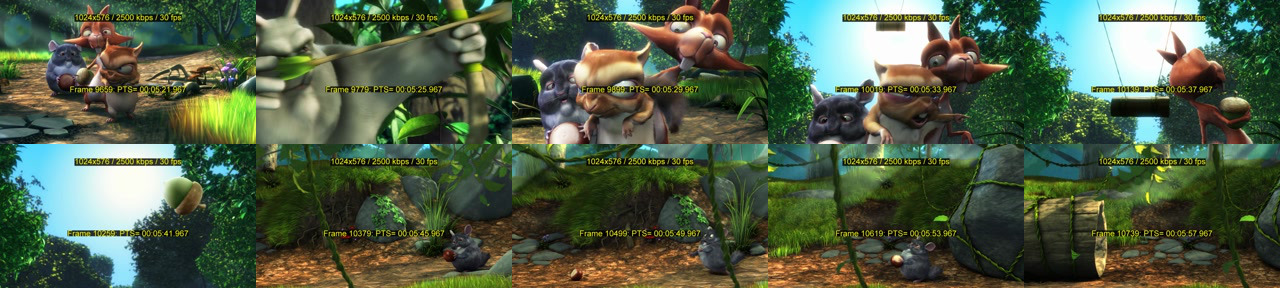 1024x576 / 2500 kbps / 30 fps
Frame 9659: PTS= 00:05:21.967
1024x576 / 2500 kbps / 30 fps
Frame 9779: PTS= 00:05:25.967
1024x576 / 2500 kbps / 30 fps
Frame 9899: PTS= 00:05:29.967
1024x576 / 2500 kbps / 30 fps
Frame 10019: PTS= 00:05:33.967
1024x576 / 2500 kbps / 30 fps
Frame 10139: PTS= 00:05:37.967
1024x576 / 2500 kbps / 30 fps
Frame 10259: PTS= 00:05:41.967
1024x576 / 2500 kbps / 30 fps
Frame 10379: PTS= 00:05:45.967
1024x576 / 2500 kbps / 30 fps
Frame 10499: PTS= 00:05:49.967
1024x576 / 2500 kbps / 30 fps
Frame 10619: PTS= 00:05:53.967
1024x576 / 2500 kbps / 30 fps
Frame 10739: PTS= 00:05:57.967